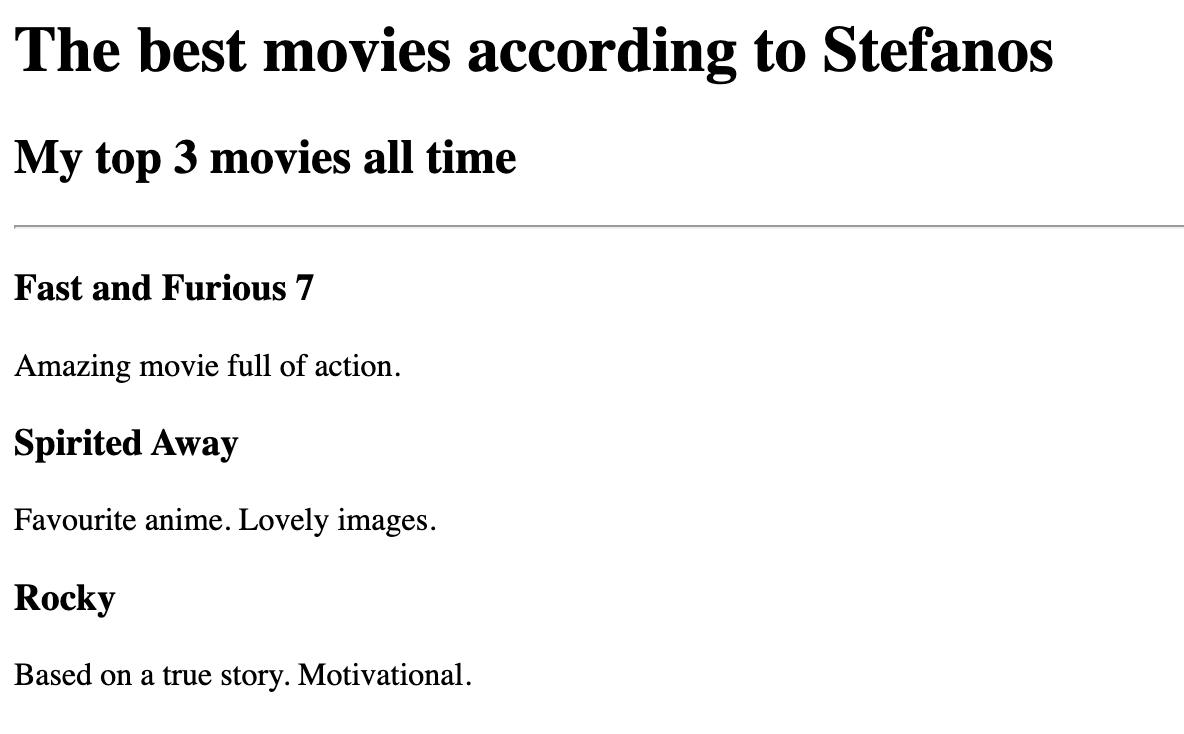 The best movies according to Stefanos
My top 3 movies all time
Fast and Furious 7
Amazing movie full of action.
Spirited Away
Favourite anime. Lovely images.
Rocky
Based on a true story. Motivational.